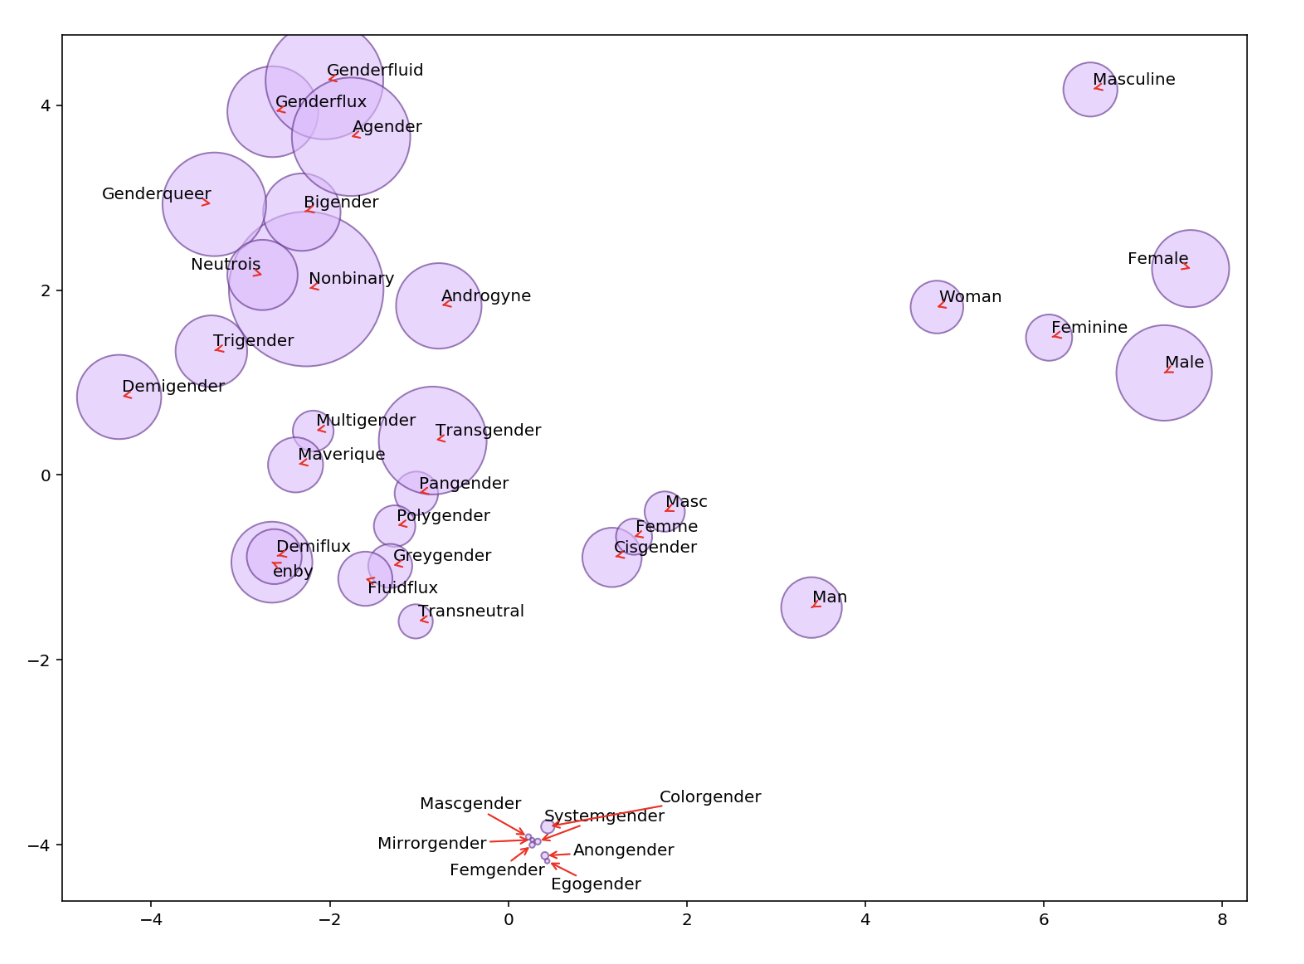 Genderfluid
Masculine
Genderflux
4
Agender
Genderqueer
Bigender
Female
Neutrois
Nonbinary
2
Androgyne
Woman
Feminine
Trigender
Male
Demigender
Multigender
Transgender
Maverique
0
Pangender
Masc
Polygender
Femme
Demiflux
Cisgender
Greygender
enby
Fluidflux
Man
Transneutral
−2
Colorgender
Mascgender
Systemgender
Mirrorgender
−4
Anongender
Femgender
Egogender
−4 −2 0 2 4 6 8